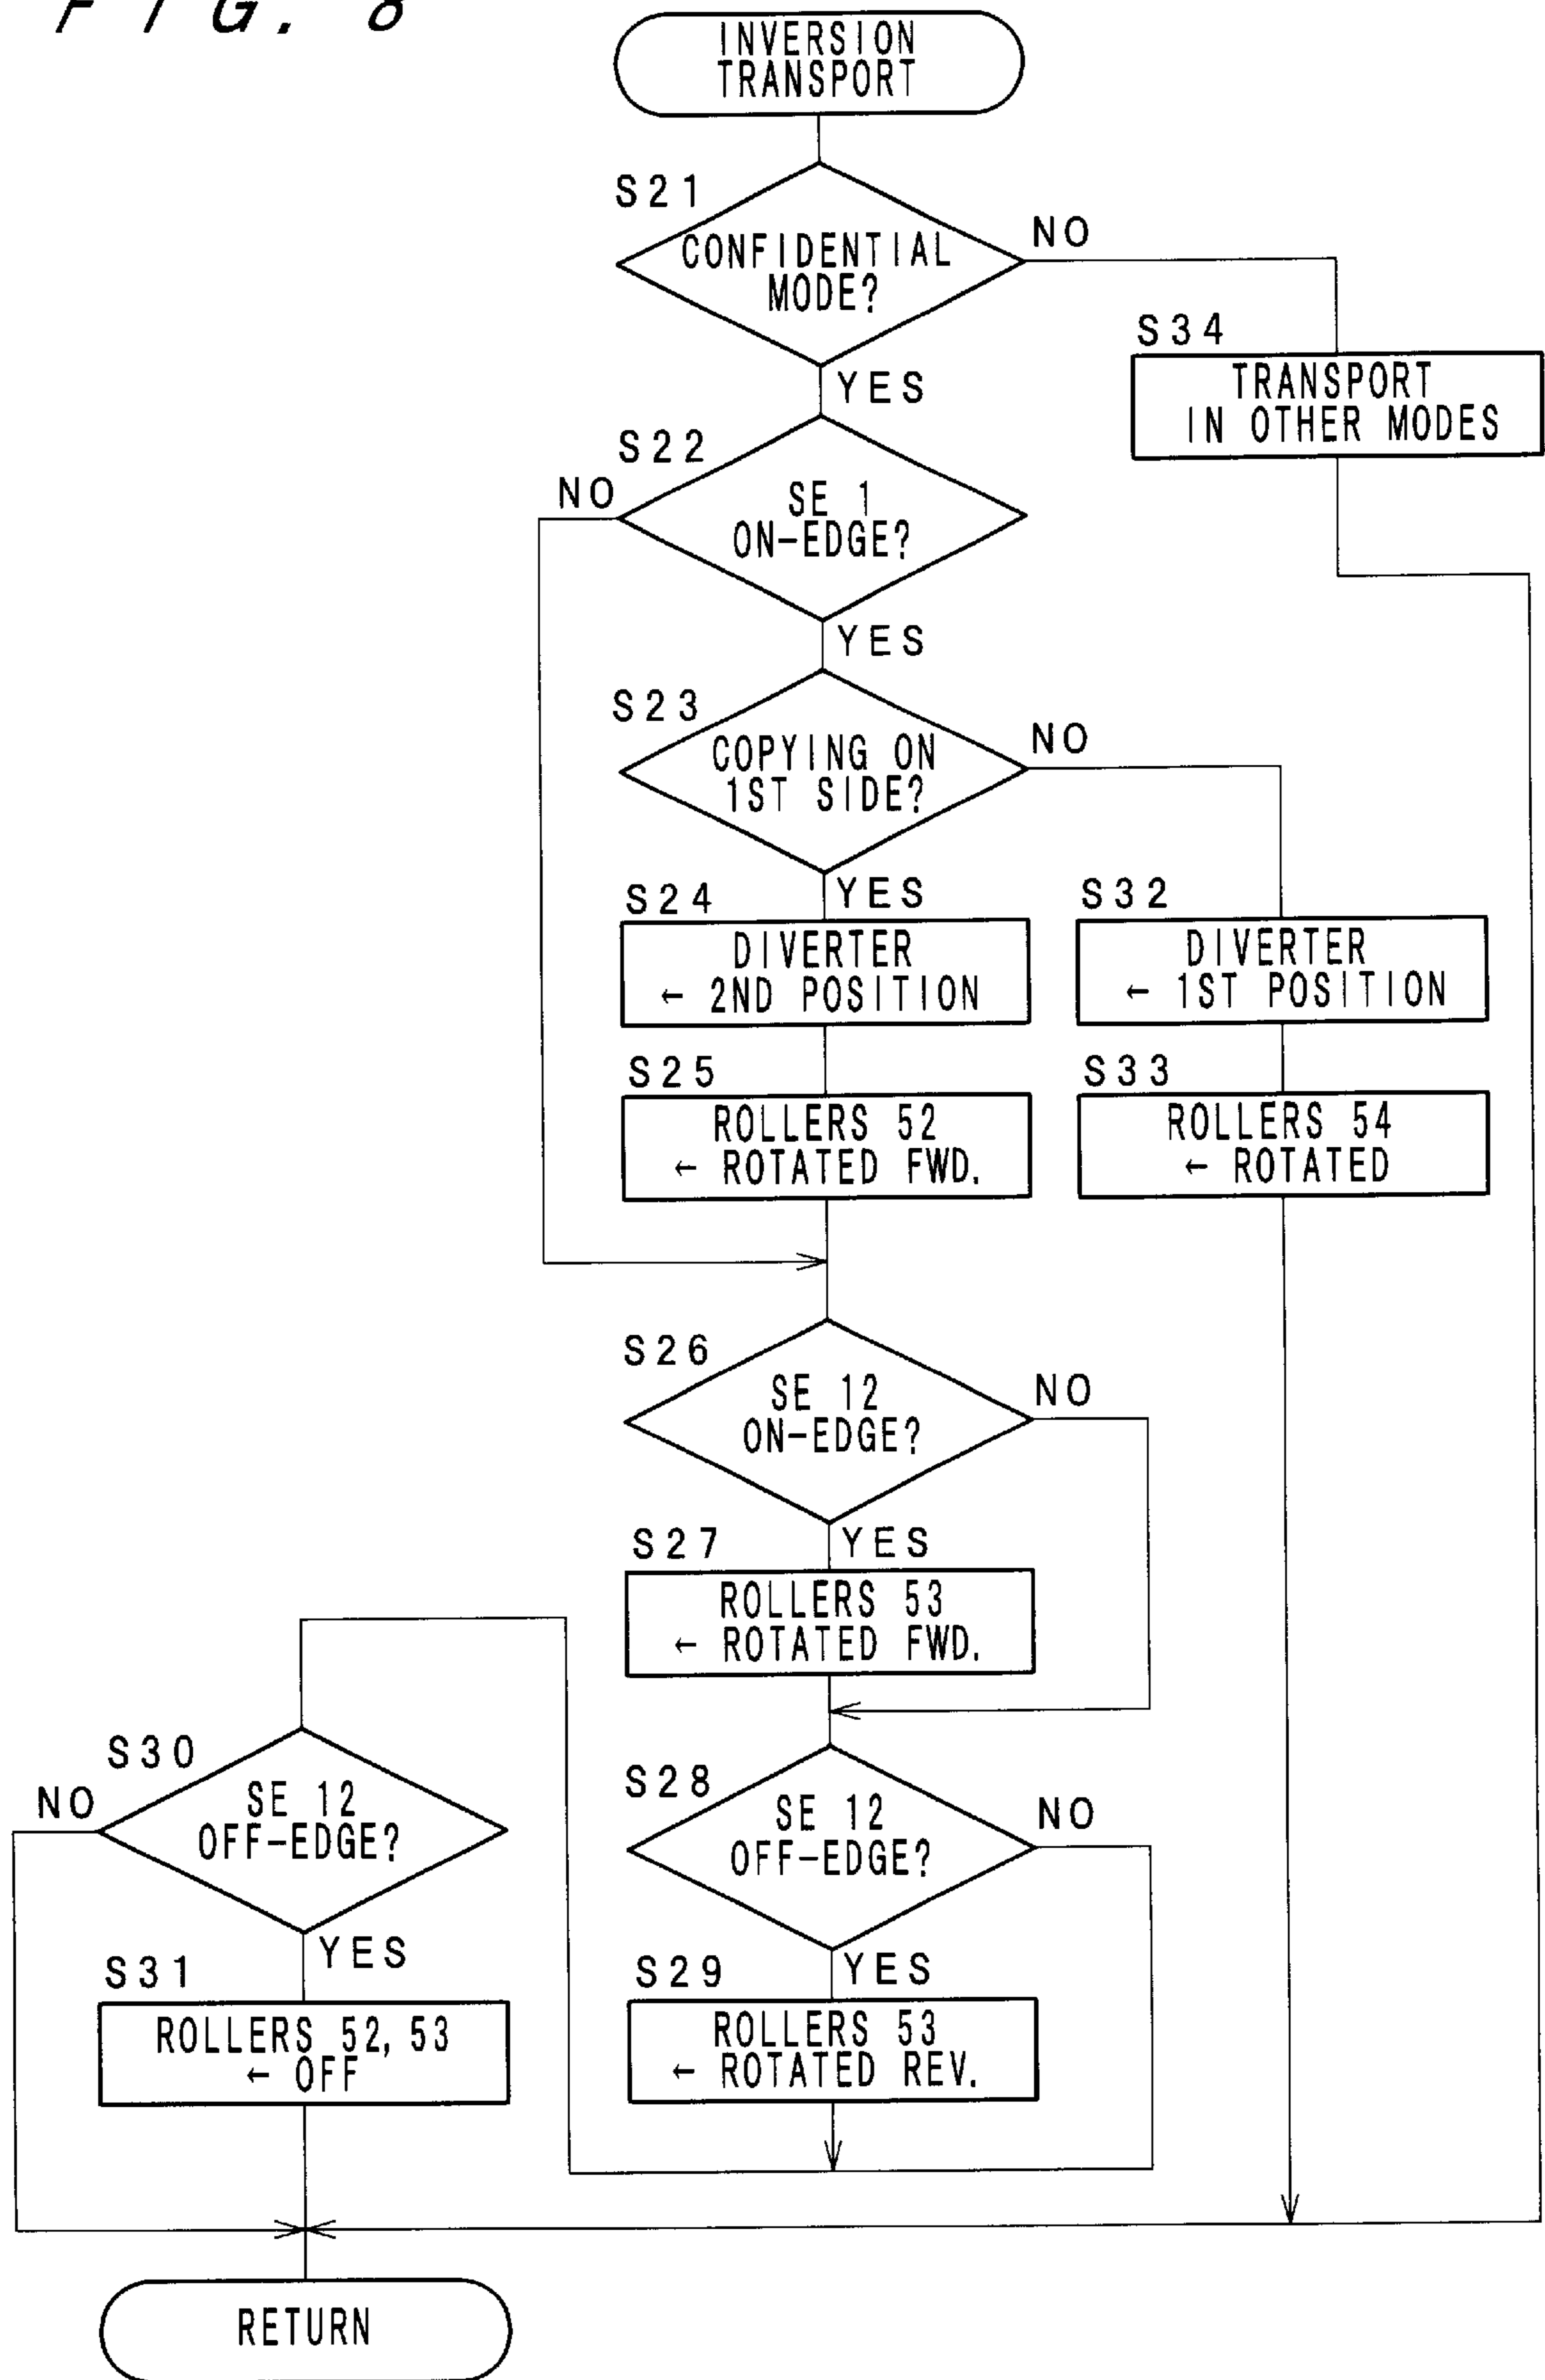 FIG. 8
INVERSION
TRANSPORT
S21
CONFIDENTIAL
MODE?
NO
YES
S34
TRANSPORT
IN OTHER MODES
S22
NO
SE 1
ON-EDGE?
YES
S23
COPYING ON
1ST SIDE?
NO
YES
S24
DIVERTER
← 2ND POSITION
S32
DIVERTER
← 1ST POSITION
S25
ROLLERS 52
← ROTATED FWD.
S33
ROLLERS 54
← ROTATED
S26
SE 12
ON-EDGE?
NO
YES
S27
ROLLERS 53
← ROTATED FWD.
S28
SE 12
OFF-EDGE?
NO
YES
S29
ROLLERS 53
← ROTATED REV.
S30
NO
SE 12
OFF-EDGE?
YES
S31
ROLLERS 52, 53
← OFF
RETURN